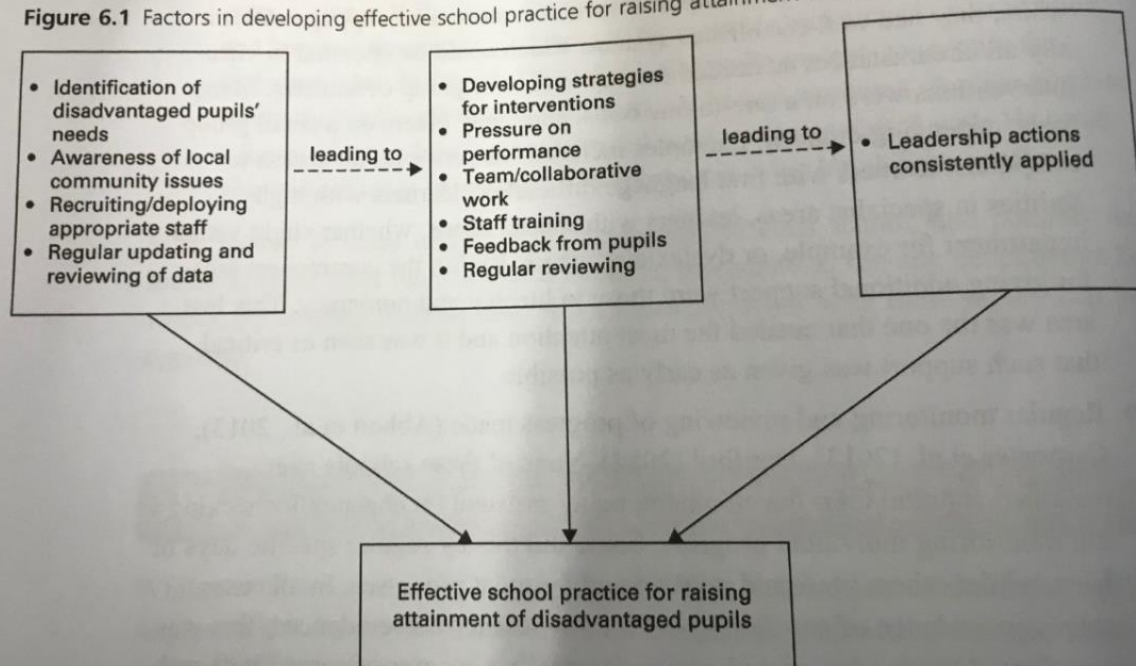 Figure 6.1 Factors in developing effective school practice for raising
• Identification of
disadvantaged pupils'
needs
• Awareness of local
community issues
• Recruiting/deploying
appropriate staff
• Regular updating and
reviewing of data
leading to
• Developing strategies
for interventions
• Pressure on
performance
• Team/collaborative
work
• Staff training
• Feedback from pupils
• Regular reviewing
leading to
• Leadership actions
consistently applied
Effective school practice for raising
attainment of disadvantaged pupils